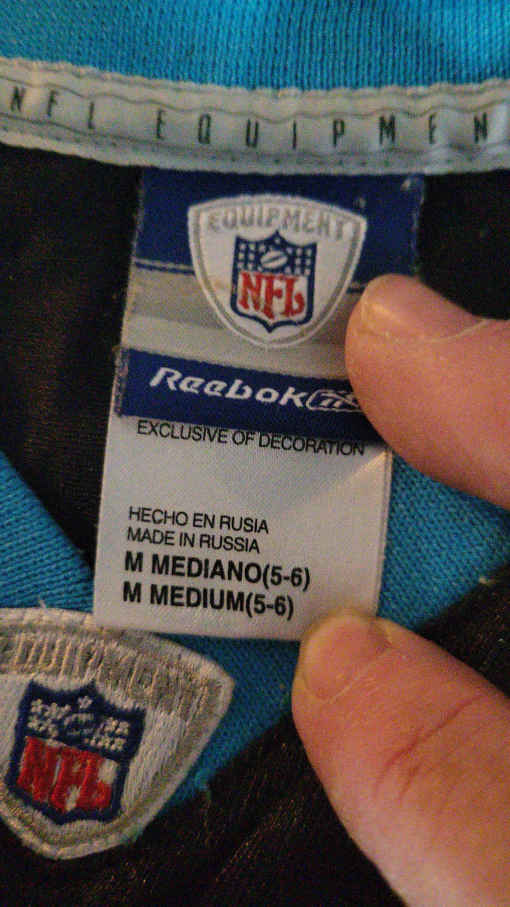 NFL EQUIPMEN
EQUIPMENT
NFL
Reebok
EXCLUSIVE OF DECORATION
HECHO EN RUSIA
MADE IN RUSSIA
M MEDIANO(5-6)
M MEDIUM(5-6)
EQUIPMENT
NFL